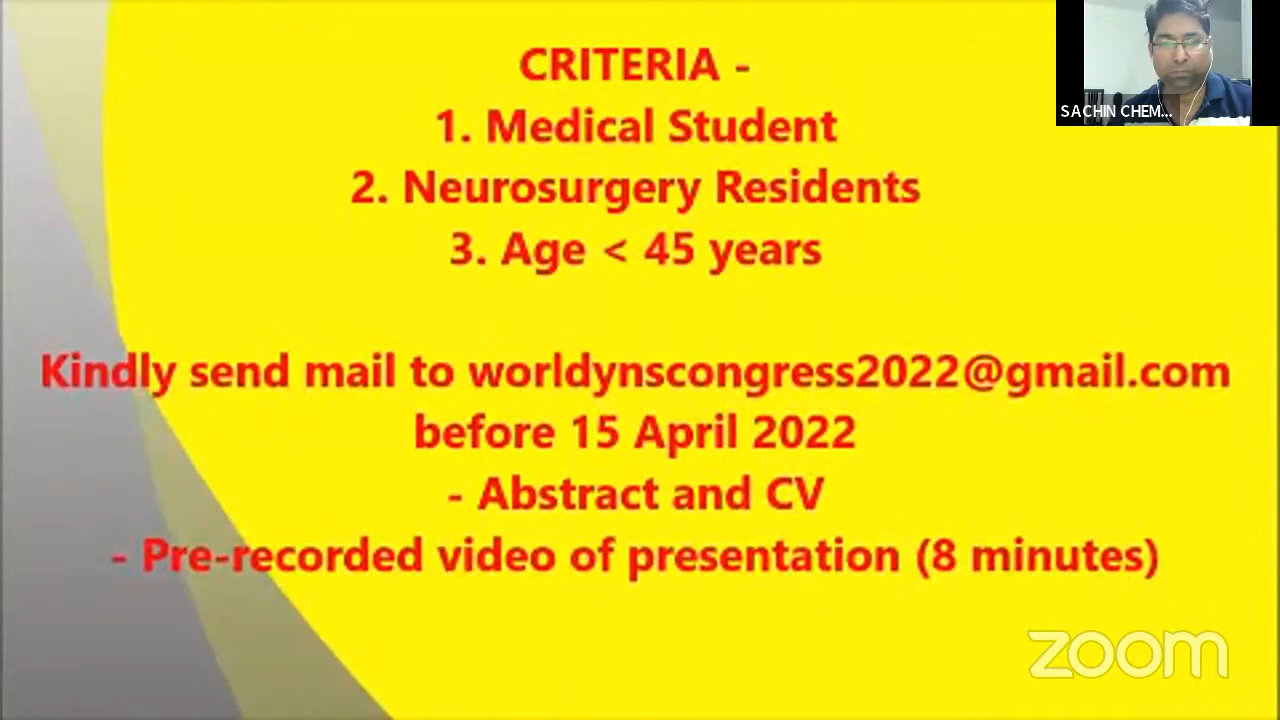 CRITERIA -
1. Medical Student
2. Neurosurgery Residents
3. Age < 45 years
Kindly send mail to worldynscongress2022@gmail.com
before 15 April 2022
- Abstract and CV
- Pre-recorded video of presentation (8 minutes)
SACHIN CHEM...
zoom